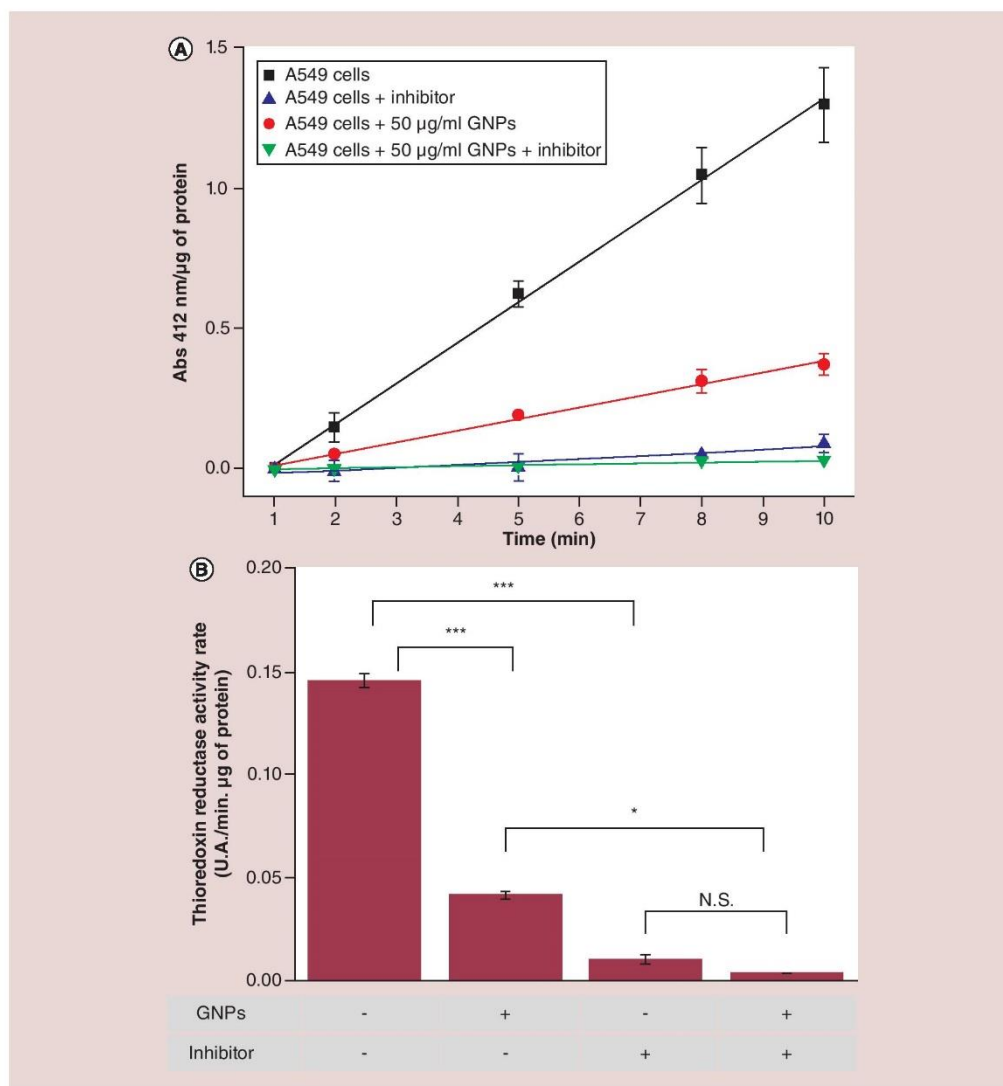 A
1.5
1.0
0.5
0.0
Abs 412 nm/µg of protein
A549 cells
A549 cells + inhibitor
A549 cells + 50 µg/ml GNPs
A549 cells + 50 µg/ml GNPs + inhibitor
1 2 3 4 5 6 7 8 9 10
Time (min)
B
0.20
0.15
0.10
0.05
0.00
Thioredoxin reductase activity rate
(U.A./min. µg of protein)
***
***
*
N.S.
GNPs - + - +
Inhibitor - - + +